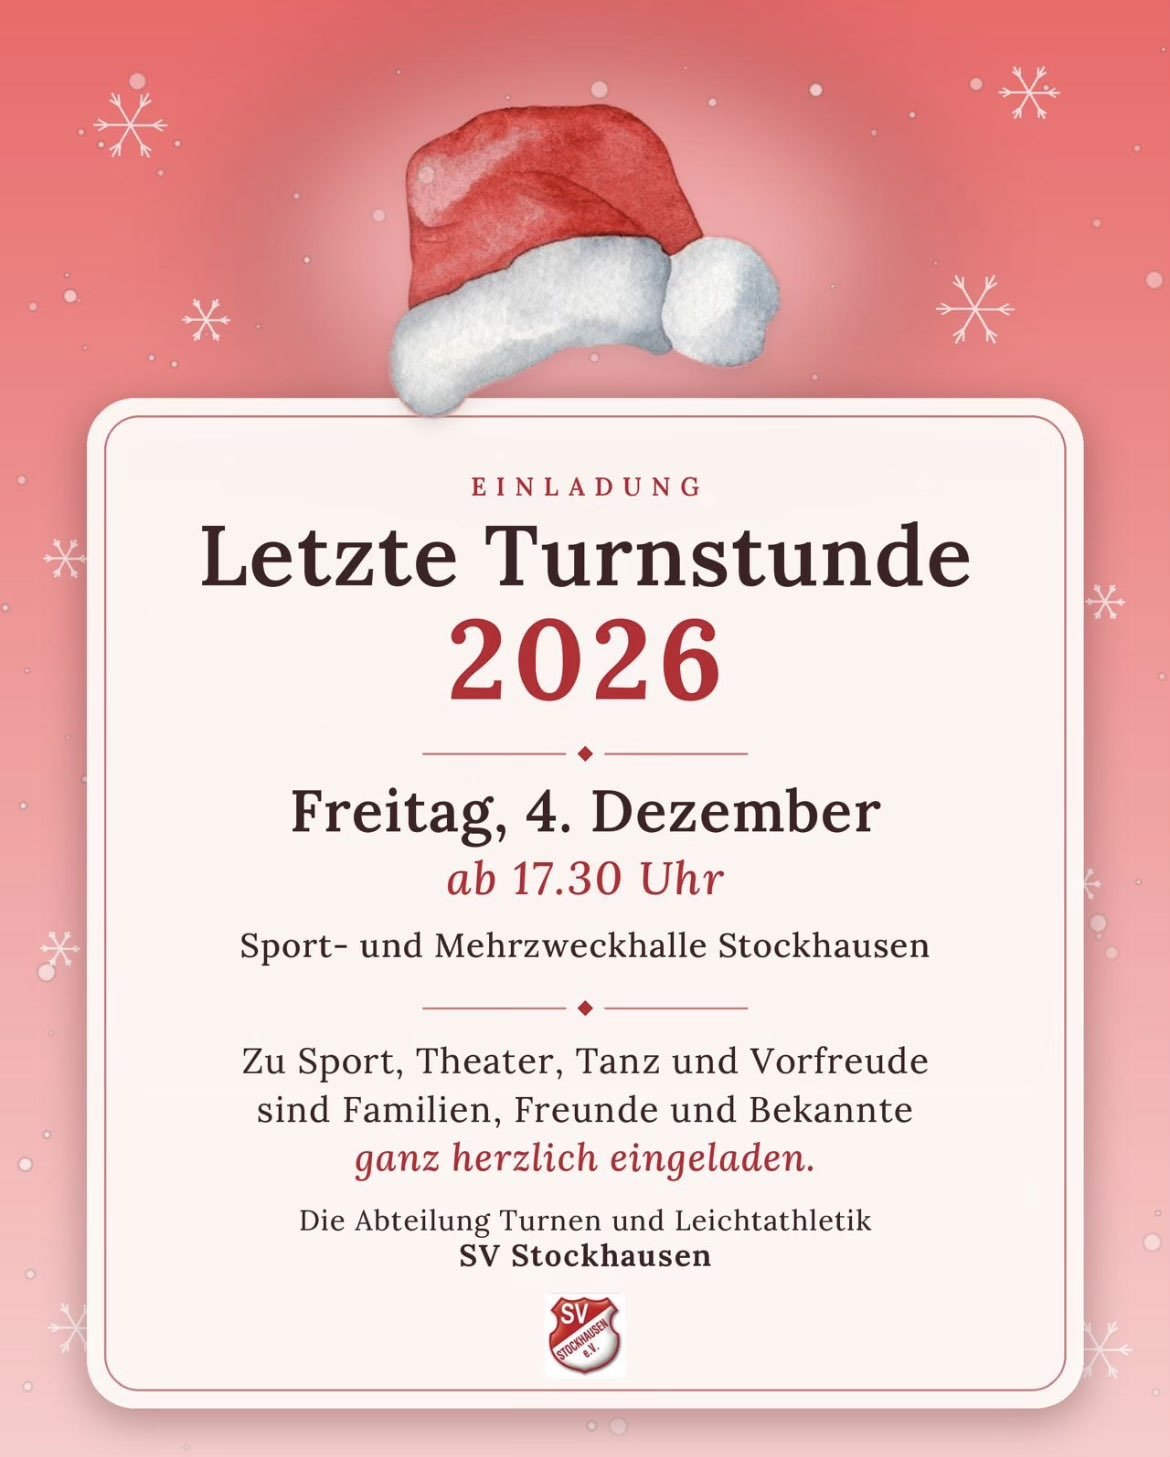 EINLADUNG
Letzte Turnstunde
2026
Freitag, 4. Dezember
ab 17.30 Uhr
Sport- und Mehrzweckhalle Stockhausen
Zu Sport, Theater, Tanz und Vorfreude
sind Familien, Freunde und Bekannte
ganz herzlich eingeladen.
Die Abteilung Turnen und Leichtathletik
SV Stockhausen
SV
STOCKHAUSEN
e.V.